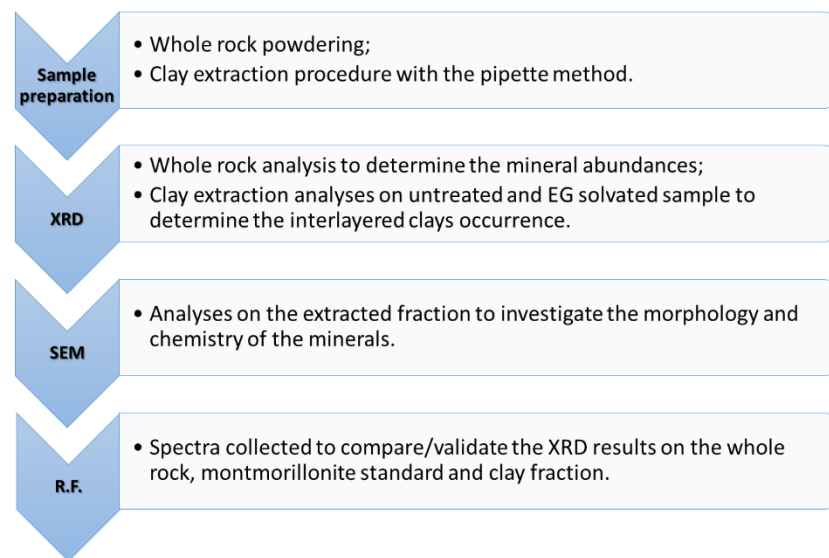 Sample
preparation
• Whole rock powdering;
• Clay extraction procedure with the pipette method.
XRD
• Whole rock analysis to determine the mineral abundances;
• Clay extraction analyses on untreated and EG solvated sample to
determine the interlayered clays occurrence.
SEM
• Analyses on the extracted fraction to investigate the morphology and
chemistry of the minerals.
R.F.
• Spectra collected to compare/validate the XRD results on the whole
rock, montmorillonite standard and clay fraction.